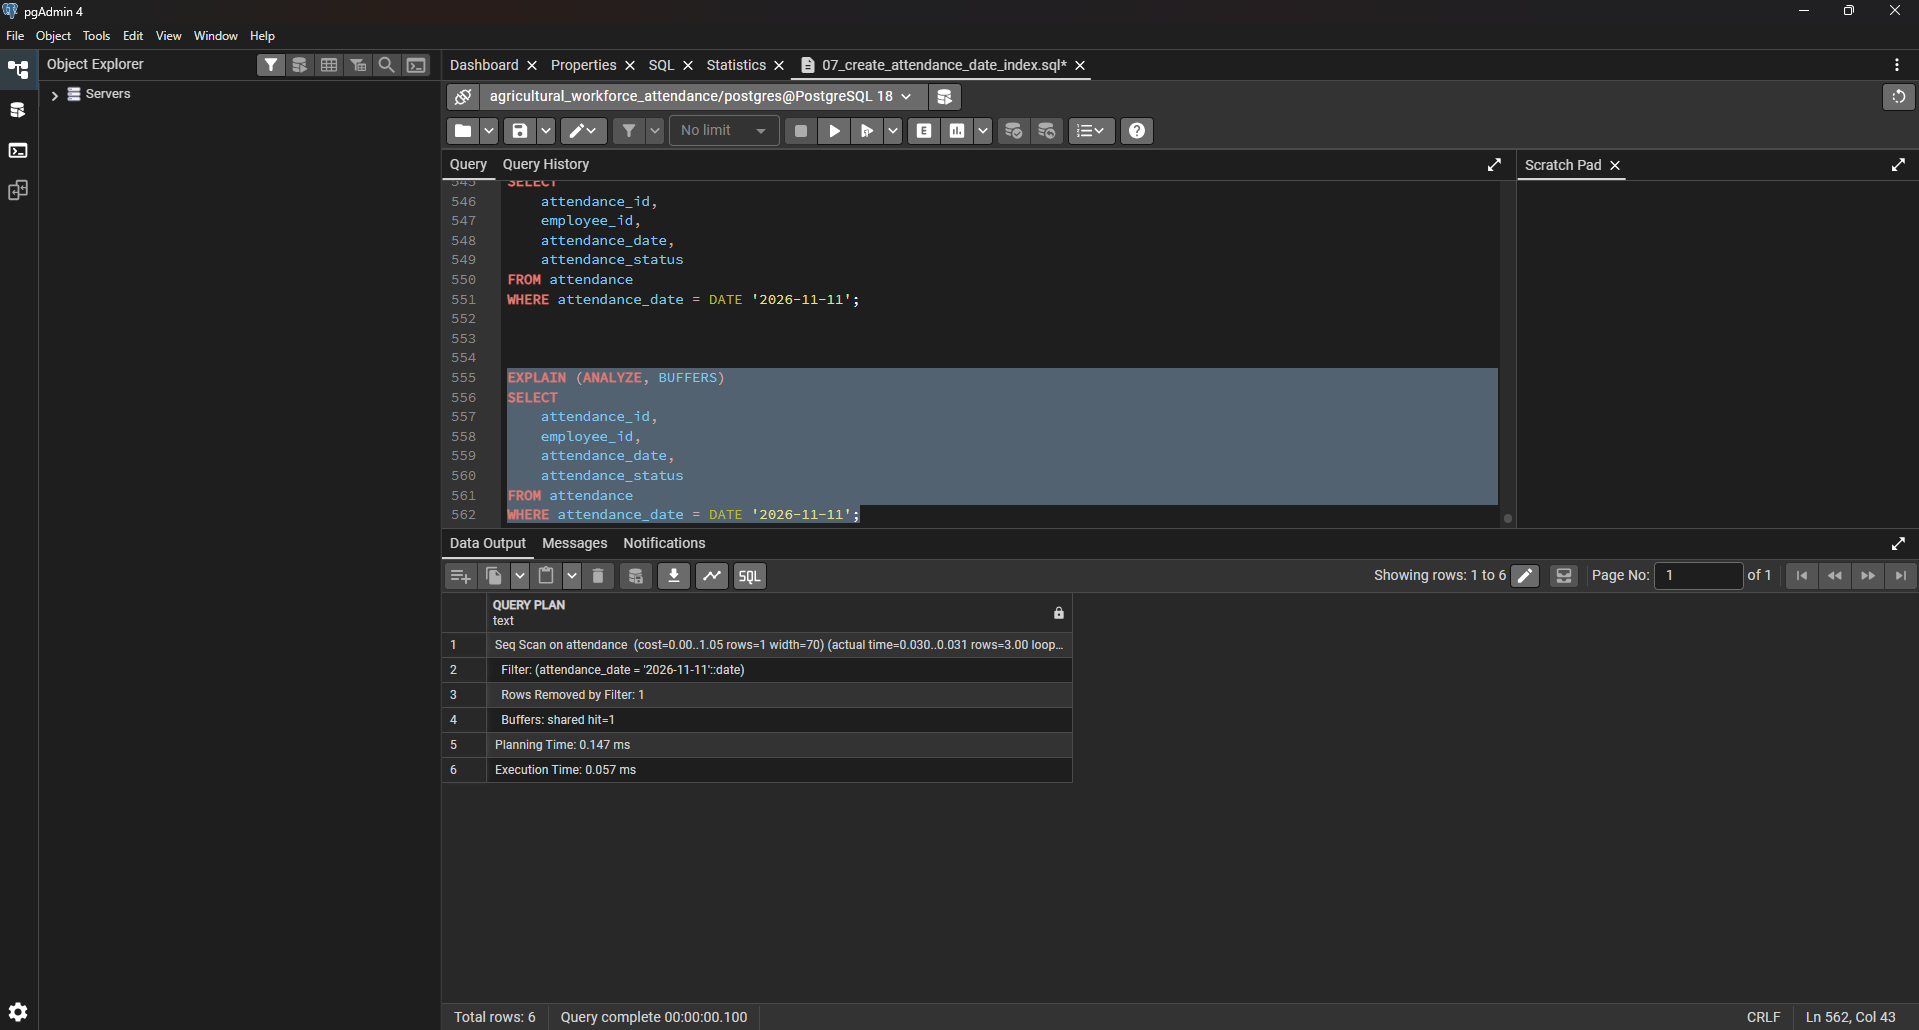 pgAdmin 4
File Object Tools Edit View Window Help
Object Explorer
Servers
Dashboard Properties SQL Statistics 07_create_attendance_date_index.sql*
agricultural_workforce_attendance/postgres@PostgreSQL 18
No limit
E
Query Query History
Scratch Pad
545 SELECT
546 attendance_id,
547 employee_id,
548 attendance_date,
549 attendance_status
550 FROM attendance
551 WHERE attendance_date = DATE '2026-11-11';
552
553
554
555 EXPLAIN (ANALYZE, BUFFERS)
556 SELECT
557 attendance_id,
558 employee_id,
559 attendance_date,
560 attendance_status
561 FROM attendance
562 WHERE attendance_date = DATE '2026-11-11';
Data Output Messages Notifications
SQL
Showing rows: 1 to 6
Page No: 1 of 1
QUERY PLAN
text
1 Seq Scan on attendance (cost=0.00..1.05 rows=1 width=70) (actual time=0.030..0.031 rows=3.00 loop...
2 Filter: (attendance_date = '2026-11-11'::date)
3 Rows Removed by Filter: 1
4 Buffers: shared hit=1
5 Planning Time: 0.147 ms
6 Execution Time: 0.057 ms
Total rows: 6 Query complete 00:00:00.100
CRLF Ln 562, Col 43